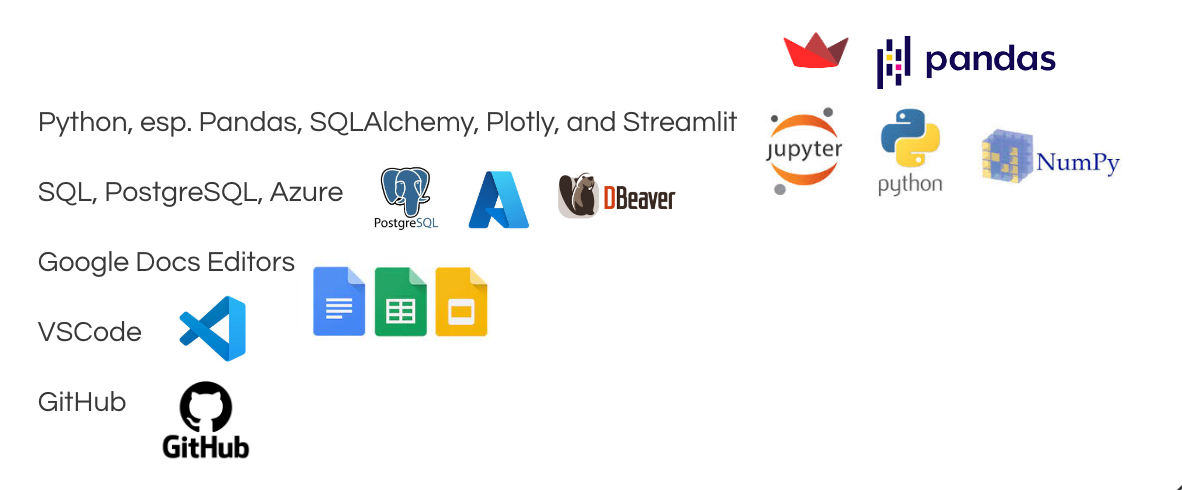 pandas
Python, esp. Pandas, SQLAlchemy, Plotly, and Streamlit
jupyter
python
NumPy
SQL, PostgreSQL, Azure
PostgreSQL
DBeaver
Google Docs Editors
VSCode
GitHub
GitHub